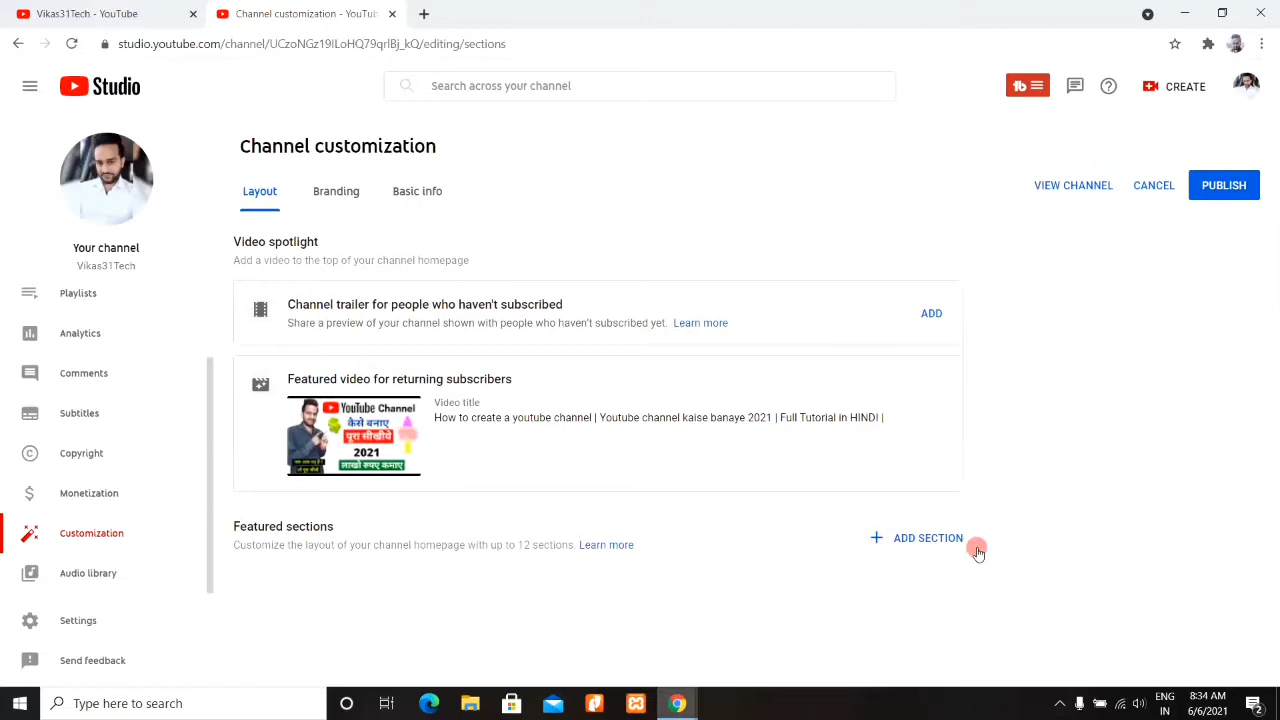 Vikas31Tech - YouTube
Channel customization - YouTub
studio.youtube.com/channel/UCzoNGz19ILoHQ79qrlBj_kQ/editing/sections
Studio
Search across your channel
CREATE
Channel customization
Layout
Branding
Basic info
VIEW CHANNEL
CANCEL
PUBLISH
Your channel
Vikas31Tech
Playlists
Analytics
Comments
Subtitles
Copyright
Monetization
Customization
Audio library
Settings
Send feedback
Video spotlight
Add a video to the top of your channel homepage
Channel trailer for people who haven't subscribed
Share a preview of your channel shown with people who haven't subscribed yet. Learn more
ADD
Featured video for returning subscribers
YouTube Channel
कैसे बनाए
पूरा सीखीये
2021
लाखो रुपए कमाए
Video title
How to create a youtube channel | Youtube channel kaise banaye 2021 | Full Tutorial in HINDI |
Featured sections
Customize the layout of your channel homepage with up to 12 sections. Learn more
+ ADD SECTION
Type here to search
ENG
IN
8:34 AM
6/6/2021
2